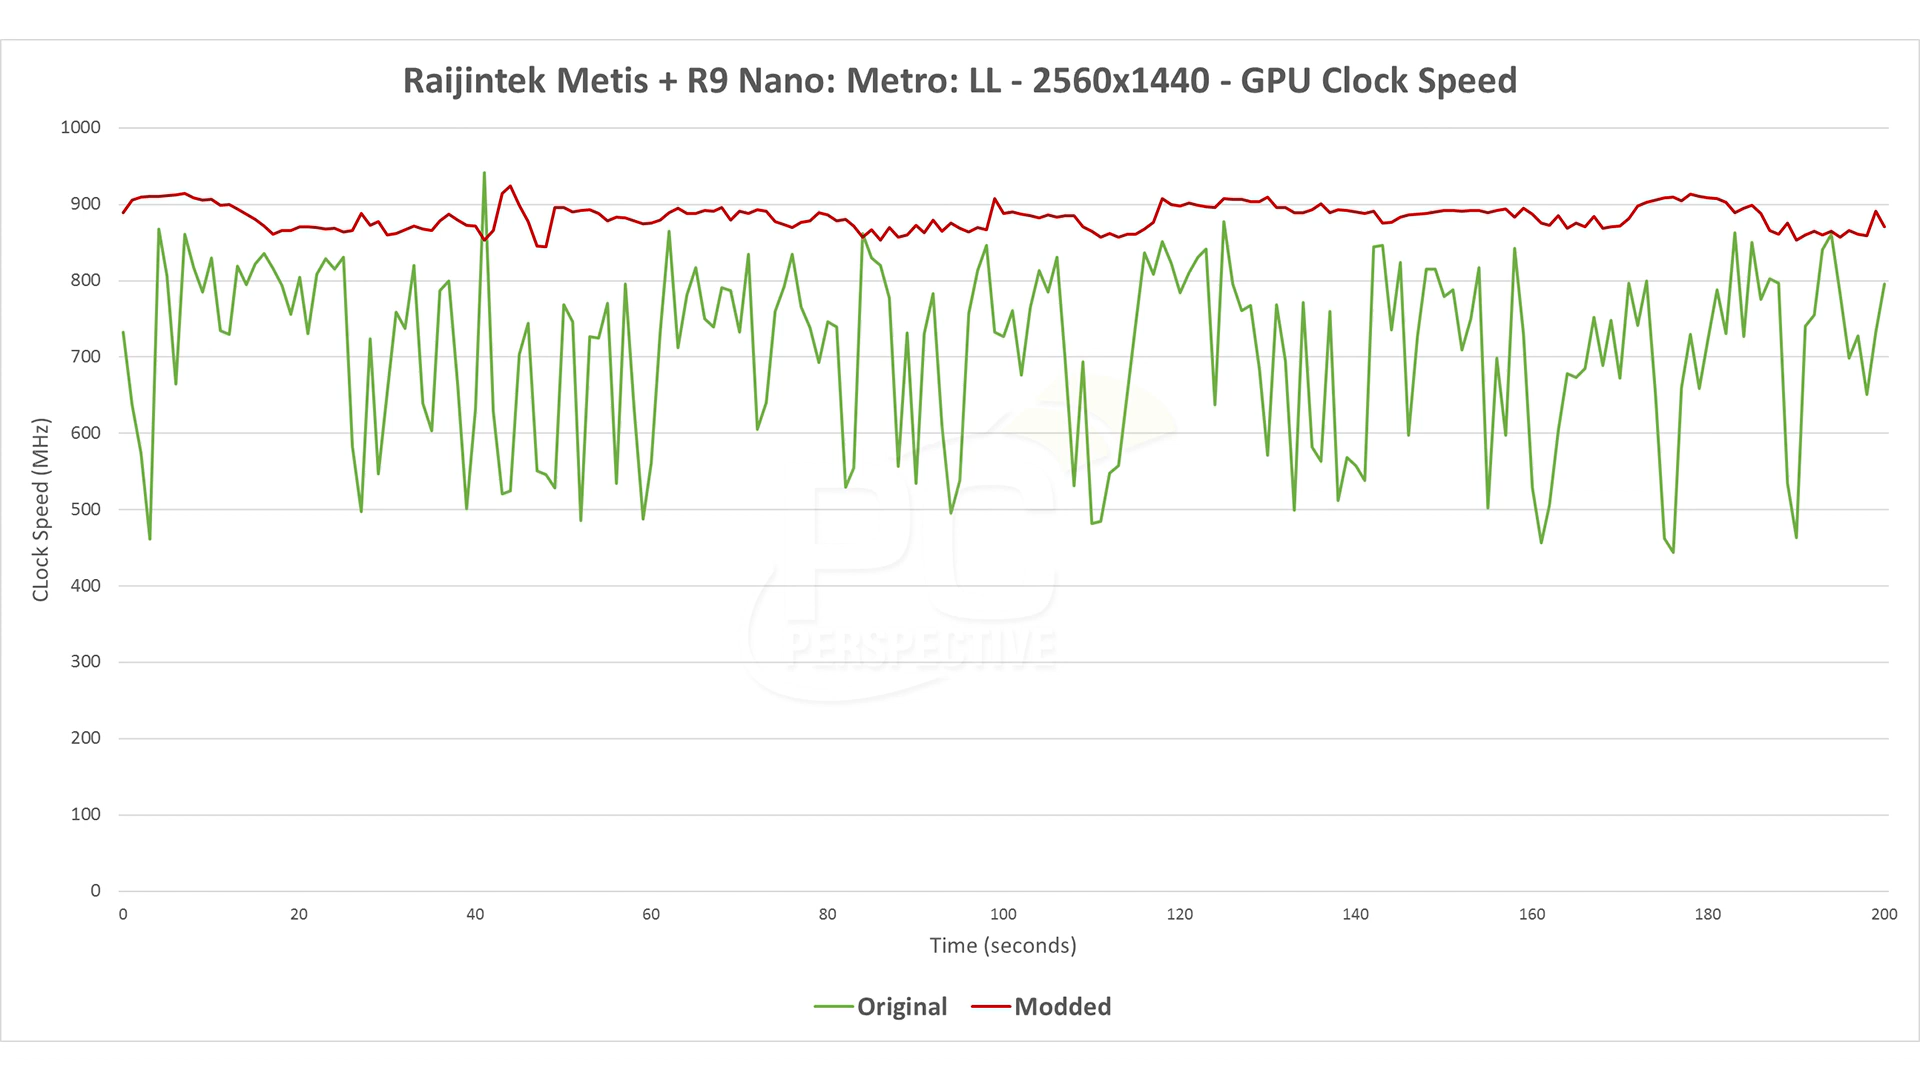 Raijintek Metis + R9 Nano: Metro: LL - 2560x1440 - GPU Clock Speed
1000
900
800
700
600
500
400
300
200
100
0
CLock Speed (MHz)
PC
PERSPECTIVE
0 20 40 60 80 100 120 140 160 180 200
Time (seconds)
Original Modded